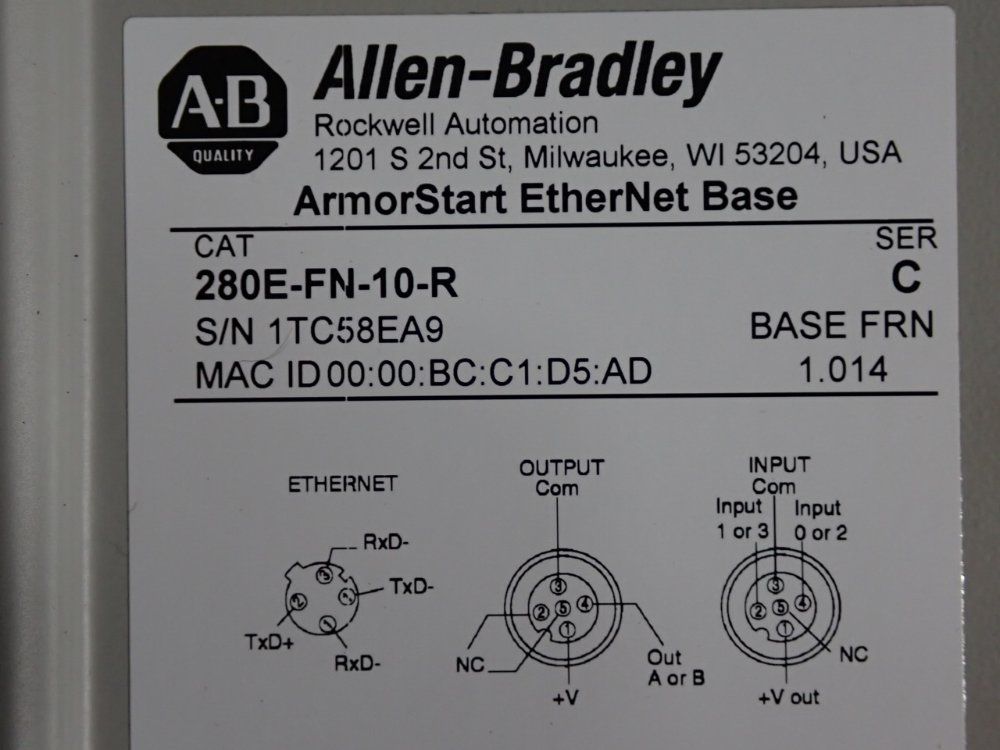 A-B
QUALITY
Allen-Bradley
Rockwell Automation
1201 S 2nd St, Milwaukee, WI 53204, USA
ArmorStart EtherNet Base
CAT
SER
280E-FN-10-R
C
S/N 1TC58EA9
BASE FRN
MAC ID 00:00:BC:C1:D5:AD
1.014
ETHERNET
RxD-
TxD-
TxD+
RxD-
OUTPUT
Com
3
2 5 4
1
NC
Out
A or B
+V
INPUT
Com
Input Input
1 or 3 0 or 2
3
2 5 4
1
NC
+V out